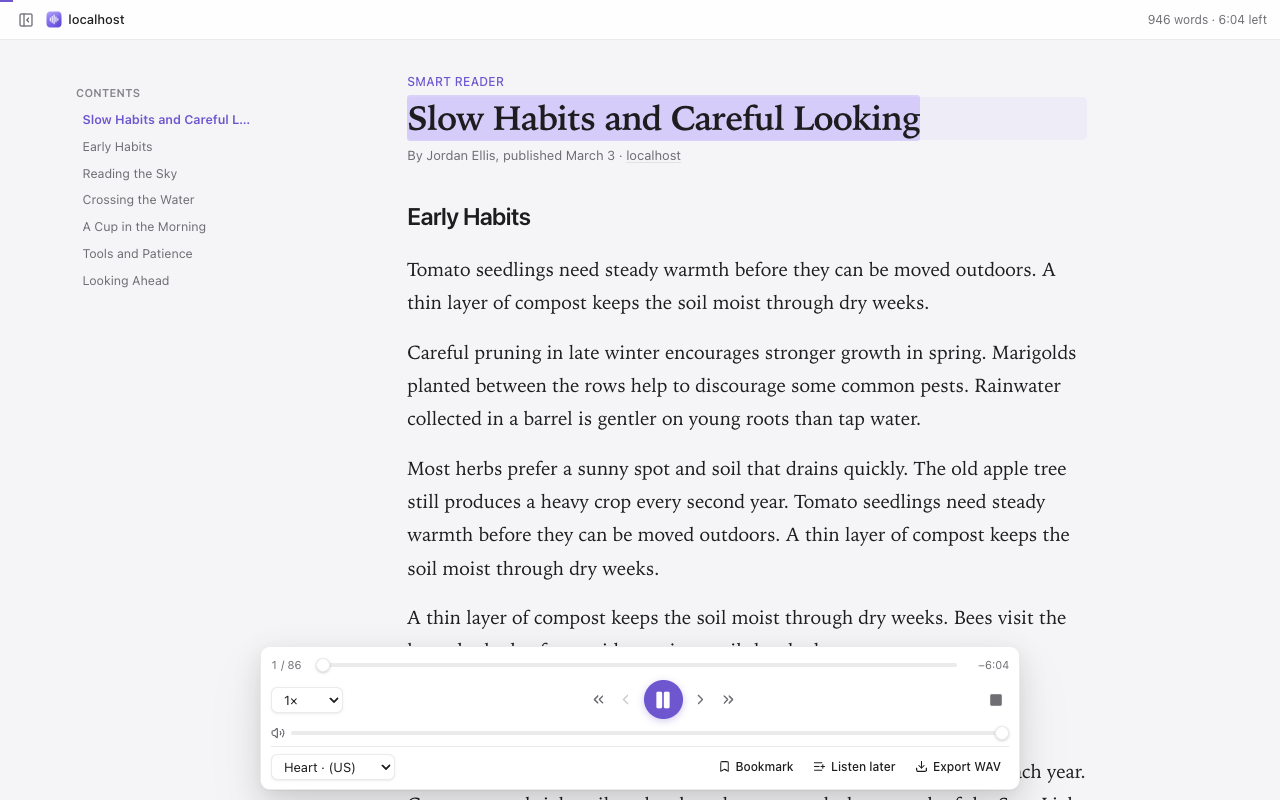 localhost
946 words · 6:04 left
CONTENTS
Slow Habits and Careful L...
Early Habits
Reading the Sky
Crossing the Water
A Cup in the Morning
Tools and Patience
Looking Ahead
SMART READER
Slow Habits and Careful Looking
By Jordan Ellis, published March 3 · localhost
Early Habits
Tomato seedlings need steady warmth before they can be moved outdoors. A
thin layer of compost keeps the soil moist through dry weeks.
Careful pruning in late winter encourages stronger growth in spring. Marigolds
planted between the rows help to discourage some common pests. Rainwater
collected in a barrel is gentler on young roots than tap water.
Most herbs prefer a sunny spot and soil that drains quickly. The old apple tree
still produces a heavy crop every second year. Tomato seedlings need steady
warmth before they can be moved outdoors. A thin layer of compost keeps the
soil moist through dry weeks.
A thin layer of compost keeps the soil moist through dry weeks. Bees visit the
1 / 86
−6:04
1×
Heart · (US)
Bookmark
Listen later
Export WAV
year.